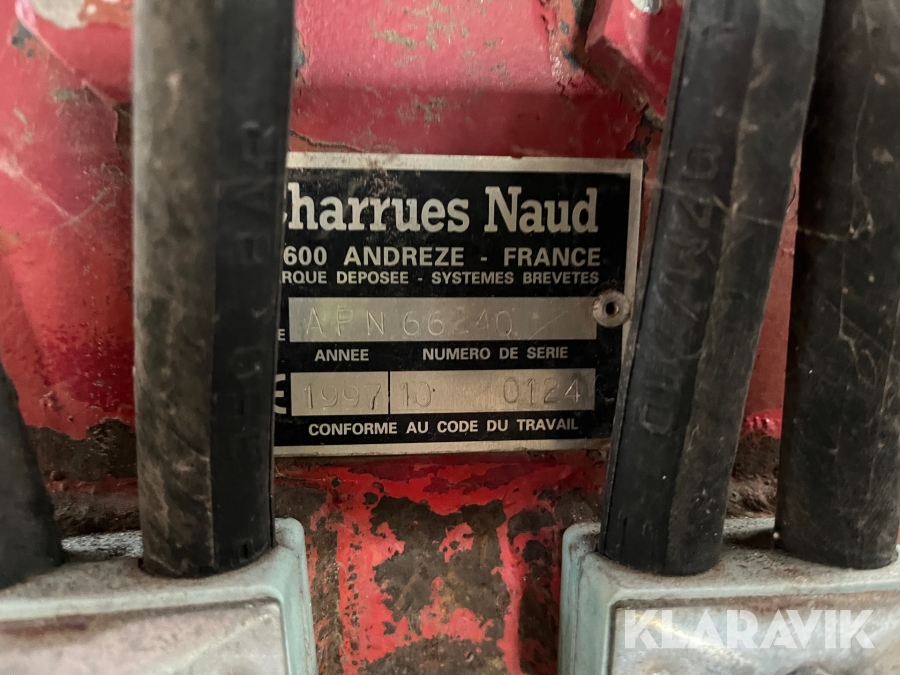 harrues Naud
600 ANDREZE - FRANCE
RQUE DEPOSEE - SYSTEMES BREVETES
E APN 66240
ANNEE NUMERO DE SERIE
1997 10 0124
CONFORME AU CODE DU TRAVAIL
KLARAVIK